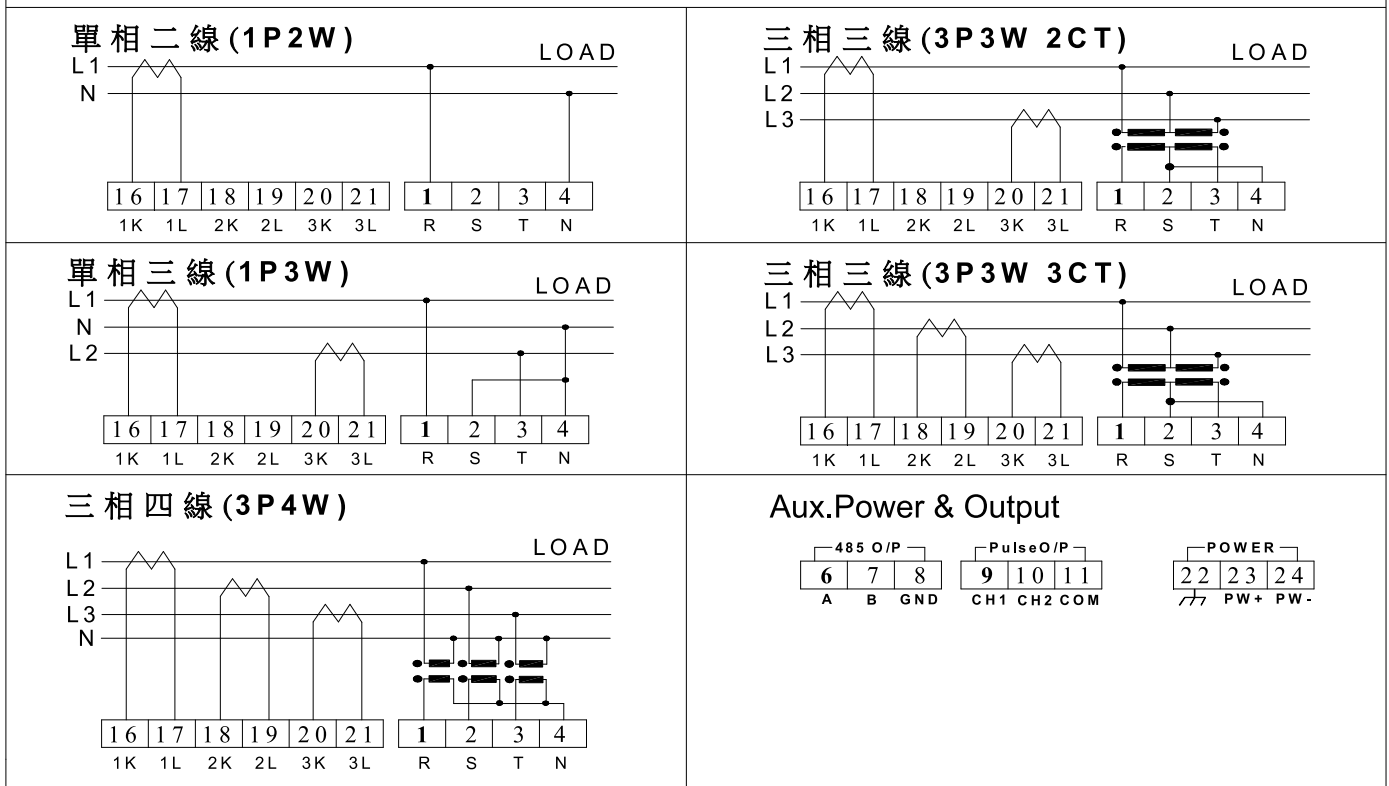 單相二線(1P2W)
LOAD
L1
N
16 17 18 19 20 21 1 2 3 4
1K 1L 2K 2L 3K 3L R S T N
三相三線(3P3W 2CT)
LOAD
L1
L2
L3
16 17 18 19 20 21 1 2 3 4
1K 1L 2K 2L 3K 3L R S T N
單相三線(1P3W)
LOAD
L1
N
L2
16 17 18 19 20 21 1 2 3 4
1K 1L 2K 2L 3K 3L R S T N
三相三線(3P3W 3CT)
LOAD
L1
L2
L3
16 17 18 19 20 21 1 2 3 4
1K 1L 2K 2L 3K 3L R S T N
三相四線(3P4W)
LOAD
L1
L2
L3
N
16 17 18 19 20 21 1 2 3 4
1K 1L 2K 2L 3K 3L R S T N
Aux.Power & Output
485 O/P PulseO/P POWER
6 7 8 9 10 11 22 23 24
A B GND CH1 CH2 COM PW+ PW-